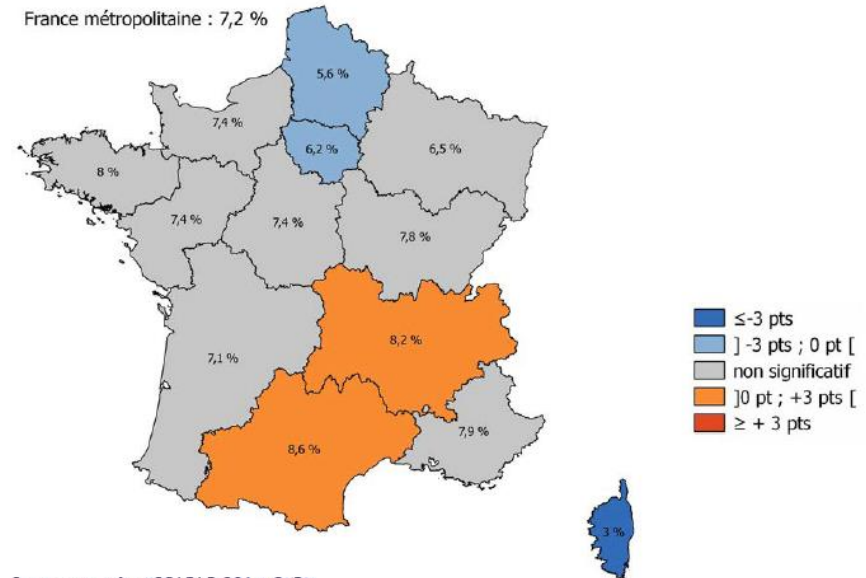 France métropolitaine : 7,2 %
5,6 %
7,4 %
6,2 %
6,5 %
8 %
7,4 %
7,4 %
7,8 %
8,2 %
7,1 %
7,9 %
8,6 %
3 %
≤-3 pts
] -3 pts ; 0 pt [
non significatif
]0 pt ; +3 pts [
≥ + 3 pts